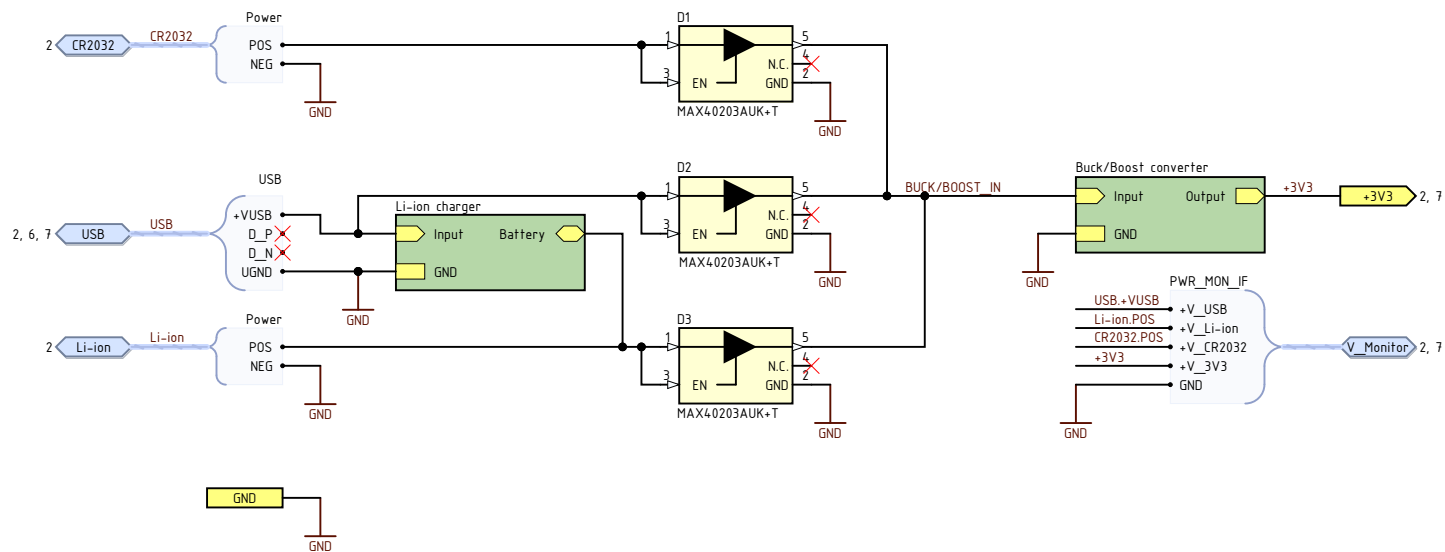 Power
D1
2
CR2032
CR2032
POS
NEG
GND
1
3
EN
5
4
N.C.
2
GND
MAX40203AUK+T
GND
USB
2, 6, 7
USB
USB
+VUSB
D_P
D_N
UGND
GND
Li-ion charger
Input
Battery
GND
D2
1
3
EN
5
4
N.C.
2
GND
MAX40203AUK+T
GND
BUCK/BOOST_IN
Buck/Boost converter
Input
Output
GND
GND
+3V3
+3V3
2, 7
Power
2
Li-ion
Li-ion
POS
NEG
GND
D3
1
3
EN
5
4
N.C.
2
GND
MAX40203AUK+T
GND
PWR_MON_IF
USB.+VUSB
+V_USB
Li-ion.POS
+V_Li-ion
CR2032.POS
+V_CR2032
+3V3
+V_3V3
GND
GND
V_Monitor
2, 7
GND
GND